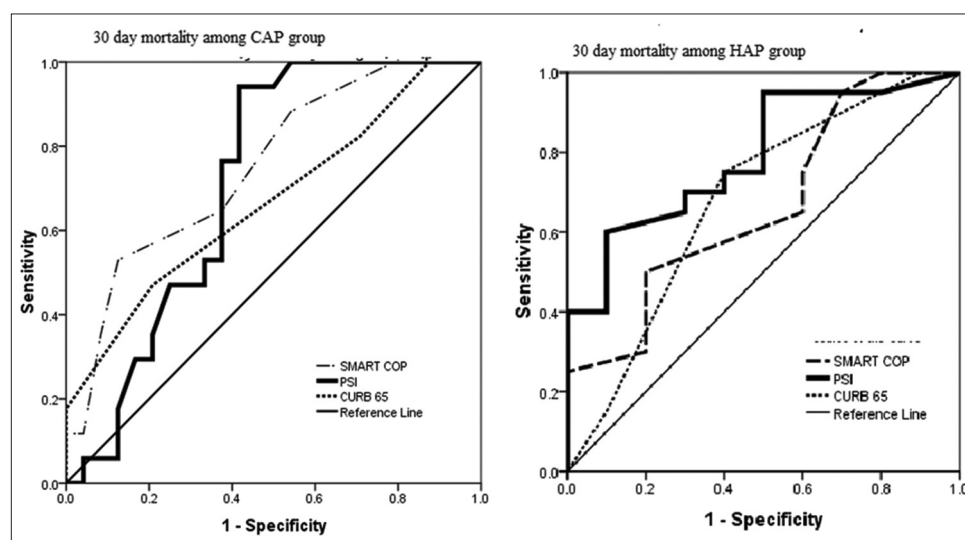 30 day mortality among CAP group
1.0
0.8
0.6
0.4
0.2
0.0
Sensitivity
SMART COP
PSI
CURB 65
Reference Line
0.0 0.2 0.4 0.6 0.8 1.0
1 - Specificity
30 day mortality among HAP group
1.0
0.8
0.6
0.4
0.2
0.0
Sensitivity
SMART COP
PSI
CURB 65
Reference Line
0.0 0.2 0.4 0.6 0.8 1.0
1 - Specificity